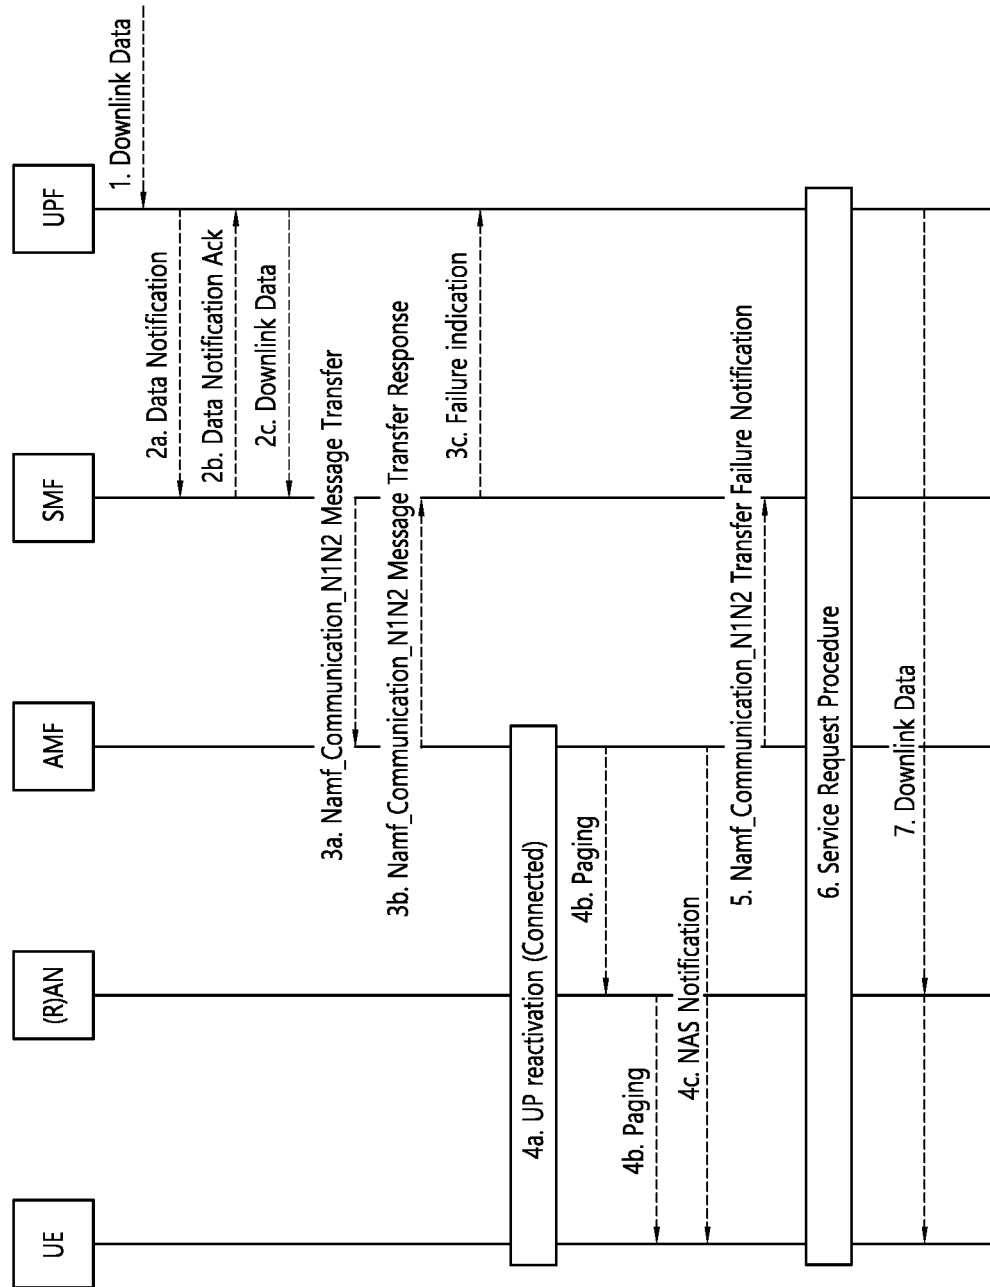 UE
(R)AN
AMF
SMF
UPF
1. Downlink Data
2a. Data Notification
2b. Data Notification Ack
2c. Downlink Data
3a. Namf_Communication_N1N2 Message Transfer
3b. Namf_Communication_N1N2 Message Transfer Response
3c. Failure indication
4a. UP reactivation (Connected)
4b. Paging
4b. Paging
4c. NAS Notification
5. Namf_Communication_N1N2 Transfer Failure Notification
6. Service Request Procedure
7. Downlink Data